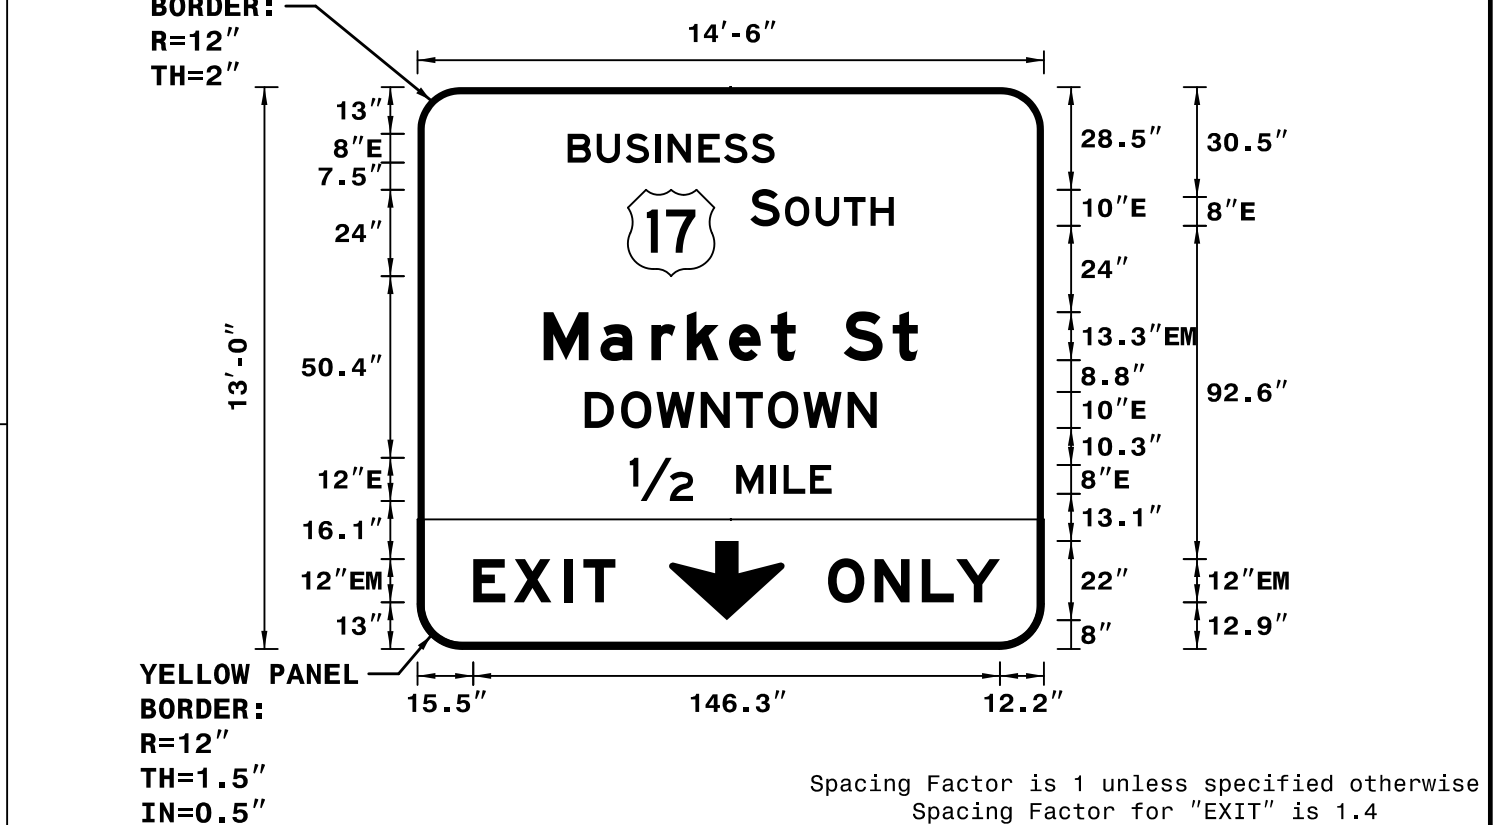 BORDER:
R=12"
TH=2"
14'-6"
13'-0"
13"
8"E
7.5"
24"
50.4"
12"E
16.1"
12"EM
13"
BUSINESS
17 SOUTH
Market St
DOWNTOWN
1/2 MILE
EXIT ONLY
28.5"
10"E
24"
13.3"EM
8.8"
10"E
10.3"
8"E
13.1"
22"
8"
30.5"
8"E
92.6"
12"EM
12.9"
15.5" 146.3" 12.2"
YELLOW PANEL
BORDER:
R=12"
TH=1.5"
IN=0.5"
Spacing Factor is 1 unless specified otherwise
Spacing Factor for "EXIT" is 1.4